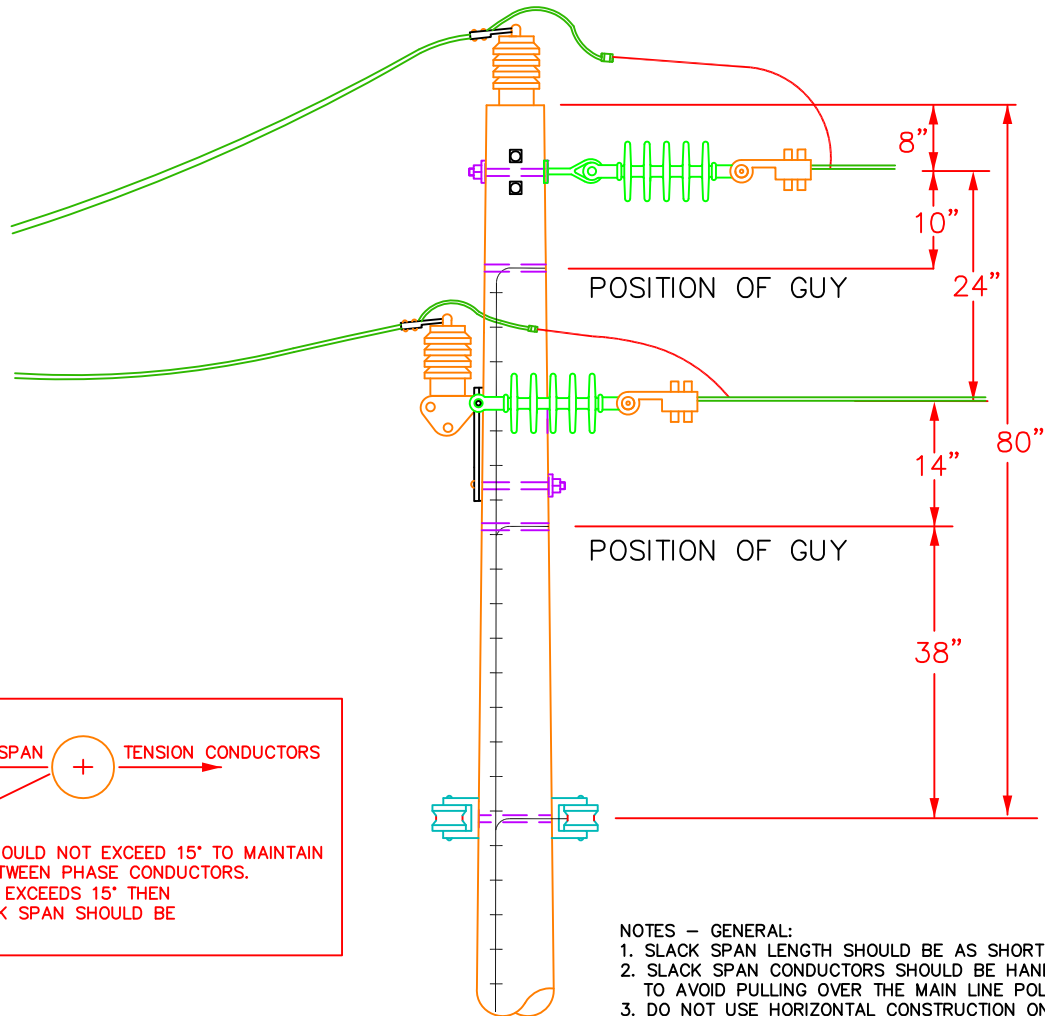 8”
10”
POSITION OF GUY
24”
80”
14”
POSITION OF GUY
38”
SPAN
TENSION CONDUCTORS
OULD NOT EXCEED 15° TO MAINTAIN
TWEEN PHASE CONDUCTORS.
EXCEEDS 15° THEN
K SPAN SHOULD BE
NOTES – GENERAL:
1. SLACK SPAN LENGTH SHOULD BE AS SHORT
2. SLACK SPAN CONDUCTORS SHOULD BE HAN
TO AVOID PULLING OVER THE MAIN LINE POL
3. DO NOT USE HORIZONTAL CONSTRUCTION ON